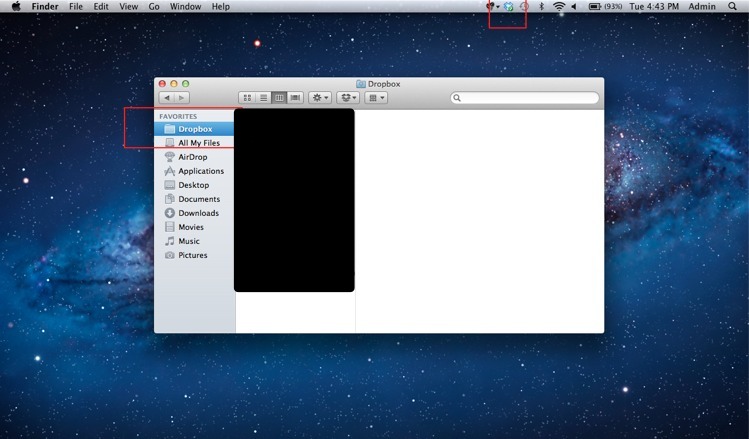 Finder File Edit View Go Window Help (93%) Tue 4:43 PM Admin
Dropbox
FAVORITES
Dropbox
All My Files
AirDrop
Applications
Desktop
Documents
Downloads
Movies
Music
Pictures